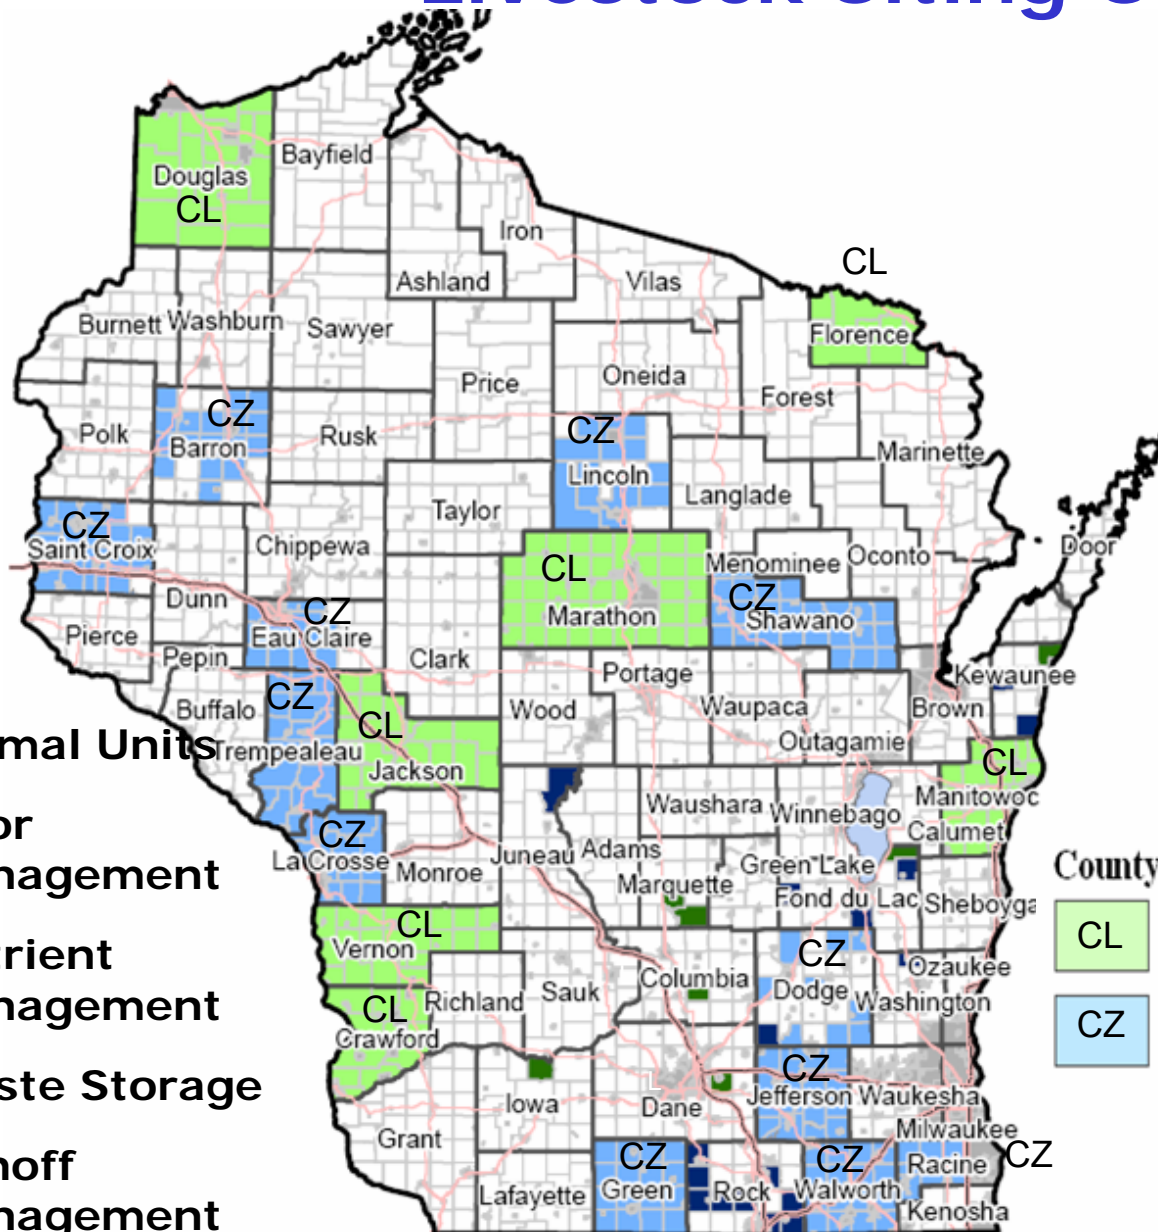 Livestock Siting O
Douglas
CL
Bayfield
Iron
Ashland
Vilas
CL
Florence
Burnett
Washburn
Sawyer
Price
Oneida
Forest
Polk
CZ
Barron
Rusk
CZ
Lincoln
Langlade
Marinette
Taylor
CZ
Saint Croix
Chippewa
CL
Marathon
Menominee
Oconto
Door
Dunn
CZ
Eau Claire
CZ
Shawano
Pierce
Pepin
Clark
Portage
Kewaunee
CZ
Buffalo
CL
Wood
Waupaca
Brown
mal Units
Trempealeau
Jackson
Outagamie
CL
Manitowoc
or
nagement
CZ
La Crosse
Monroe
Juneau
Adams
Waushara
Winnebago
Calumet
Marquette
Green Lake
Fond du Lac
Sheboyga
County
CL
CL
Vernon
trient
nagement
CL
Crawford
Richland
Sauk
Columbia
CZ
Dodge
Washington
Ozaukee
CZ
ste Storage
Iowa
Dane
CZ
Jefferson
Waukesha
Milwaukee
noff
nagement
Grant
Lafayette
CZ
Green
Rock
CZ
Walworth
Racine
CZ
Kenosha